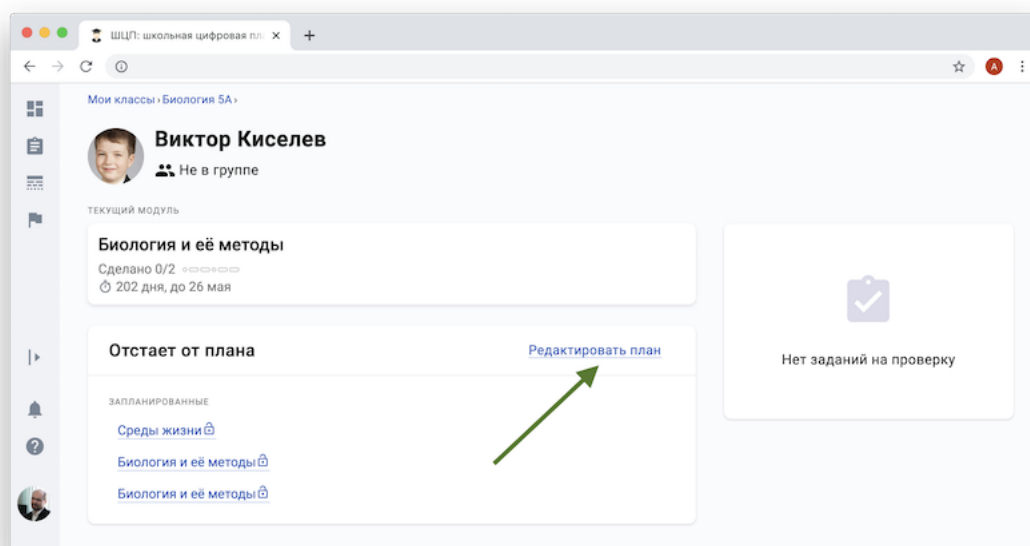 ШЦП: школьная цифровая пл
A
Мои классы › Биология 5А ›
Виктор Киселев
Не в группе
ТЕКУЩИЙ МОДУЛЬ
Биология и её методы
Сделано 0/2
202 дня, до 26 мая
Отстает от плана
Редактировать план
Нет заданий на проверку
ЗАПЛАНИРОВАННЫЕ
Среды жизни
Биология и её методы
Биология и её методы